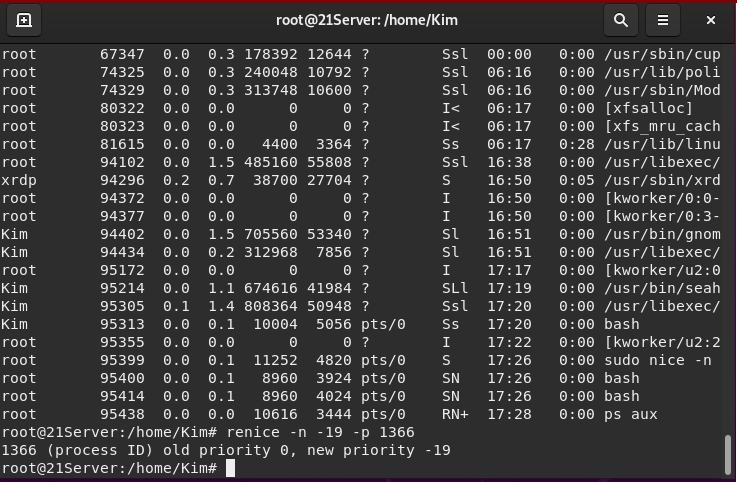 root@21Server: /home/Kim
root 67347 0.0 0.3 178392 12644 ? Ssl 00:00 0:00 /usr/sbin/cup
root 74325 0.0 0.3 240048 10792 ? Ssl 06:16 0:00 /usr/lib/poli
root 74329 0.0 0.3 313748 10600 ? Ssl 06:16 0:00 /usr/sbin/Mod
root 80322 0.0 0.0 0 0 ? I< 06:17 0:00 [xfsalloc]
root 80323 0.0 0.0 0 0 ? I< 06:17 0:00 [xfs_mru_cach
root 81615 0.0 0.0 4400 3364 ? Ss 06:17 0:28 /usr/lib/linu
root 94102 0.0 1.5 485160 55808 ? Ssl 16:38 0:00 /usr/libexec/
xrdp 94296 0.2 0.7 38700 27704 ? S 16:50 0:05 /usr/sbin/xrd
root 94372 0.0 0.0 0 0 ? I 16:50 0:00 [kworker/0:0-
root 94377 0.0 0.0 0 0 ? I 16:50 0:00 [kworker/0:3-
Kim 94402 0.0 1.5 705560 53340 ? Sl 16:51 0:00 /usr/bin/gnom
Kim 94434 0.0 0.2 312968 7856 ? Sl 16:51 0:00 /usr/libexec/
root 95172 0.0 0.0 0 0 ? I 17:17 0:00 [kworker/u2:0
Kim 95214 0.0 1.1 674616 41984 ? SLl 17:19 0:00 /usr/bin/seah
Kim 95305 0.1 1.4 808364 50948 ? Ssl 17:20 0:00 /usr/libexec/
Kim 95313 0.0 0.1 10004 5056 pts/0 Ss 17:20 0:00 bash
root 95355 0.0 0.0 0 0 ? I 17:22 0:00 [kworker/u2:2
root 95399 0.0 0.1 11252 4820 pts/0 S 17:26 0:00 sudo nice -n
root 95400 0.0 0.1 8960 3924 pts/0 SN 17:26 0:00 bash
root 95414 0.0 0.1 8960 4024 pts/0 SN 17:26 0:00 bash
root 95438 0.0 0.0 10616 3444 pts/0 RN+ 17:28 0:00 ps aux
root@21Server:/home/Kim# renice -n -19 -p 1366
1366 (process ID) old priority 0, new priority -19
root@21Server:/home/Kim#